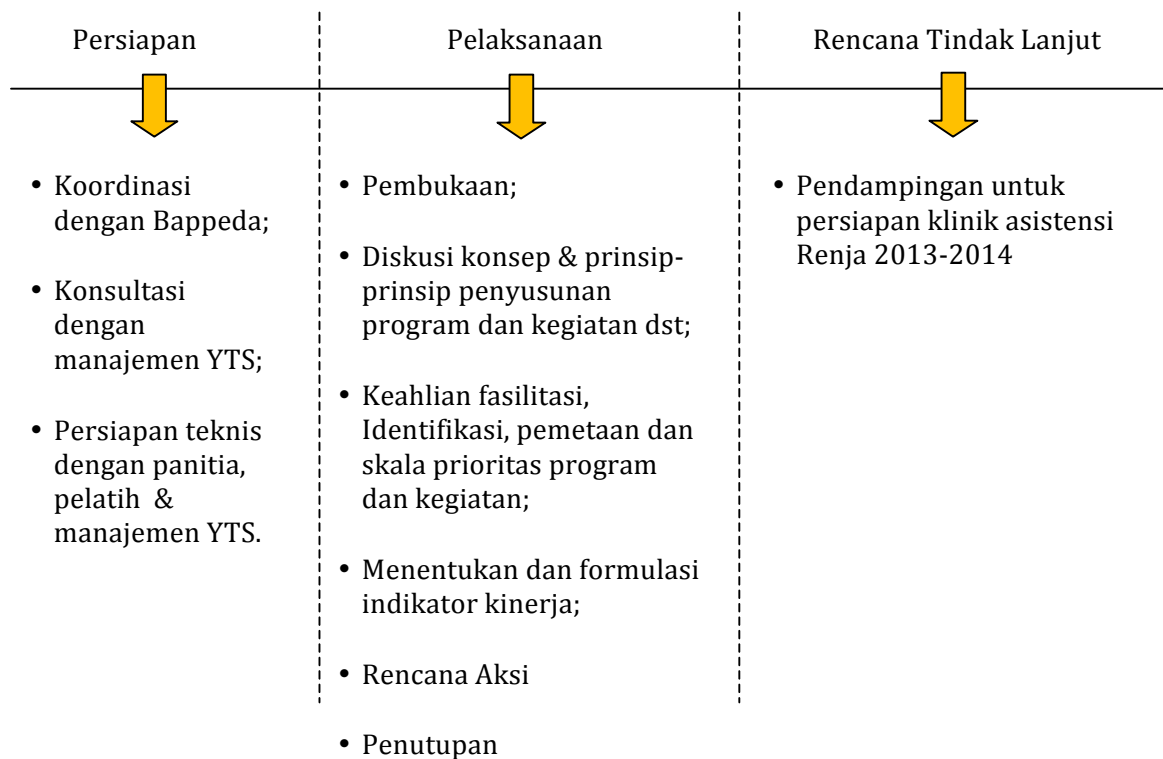 Persiapan
Pelaksanaan
Rencana Tindak Lanjut
• Koordinasi
dengan Bappeda;
• Konsultasi
dengan
manajemen YTS;
• Persiapan teknis
dengan panitia,
pelatih &
manajemen YTS.
• Pembukaan;
• Diskusi konsep & prinsip-
prinsip penyusunan
program dan kegiatan dst;
• Keahlian fasilitasi,
Identifikasi, pemetaan dan
skala prioritas program
dan kegiatan;
• Menentukan dan formulasi
indikator kinerja;
• Rencana Aksi
• Penutupan
• Pendampingan untuk
persiapan klinik asistensi
Renja 2013-2014